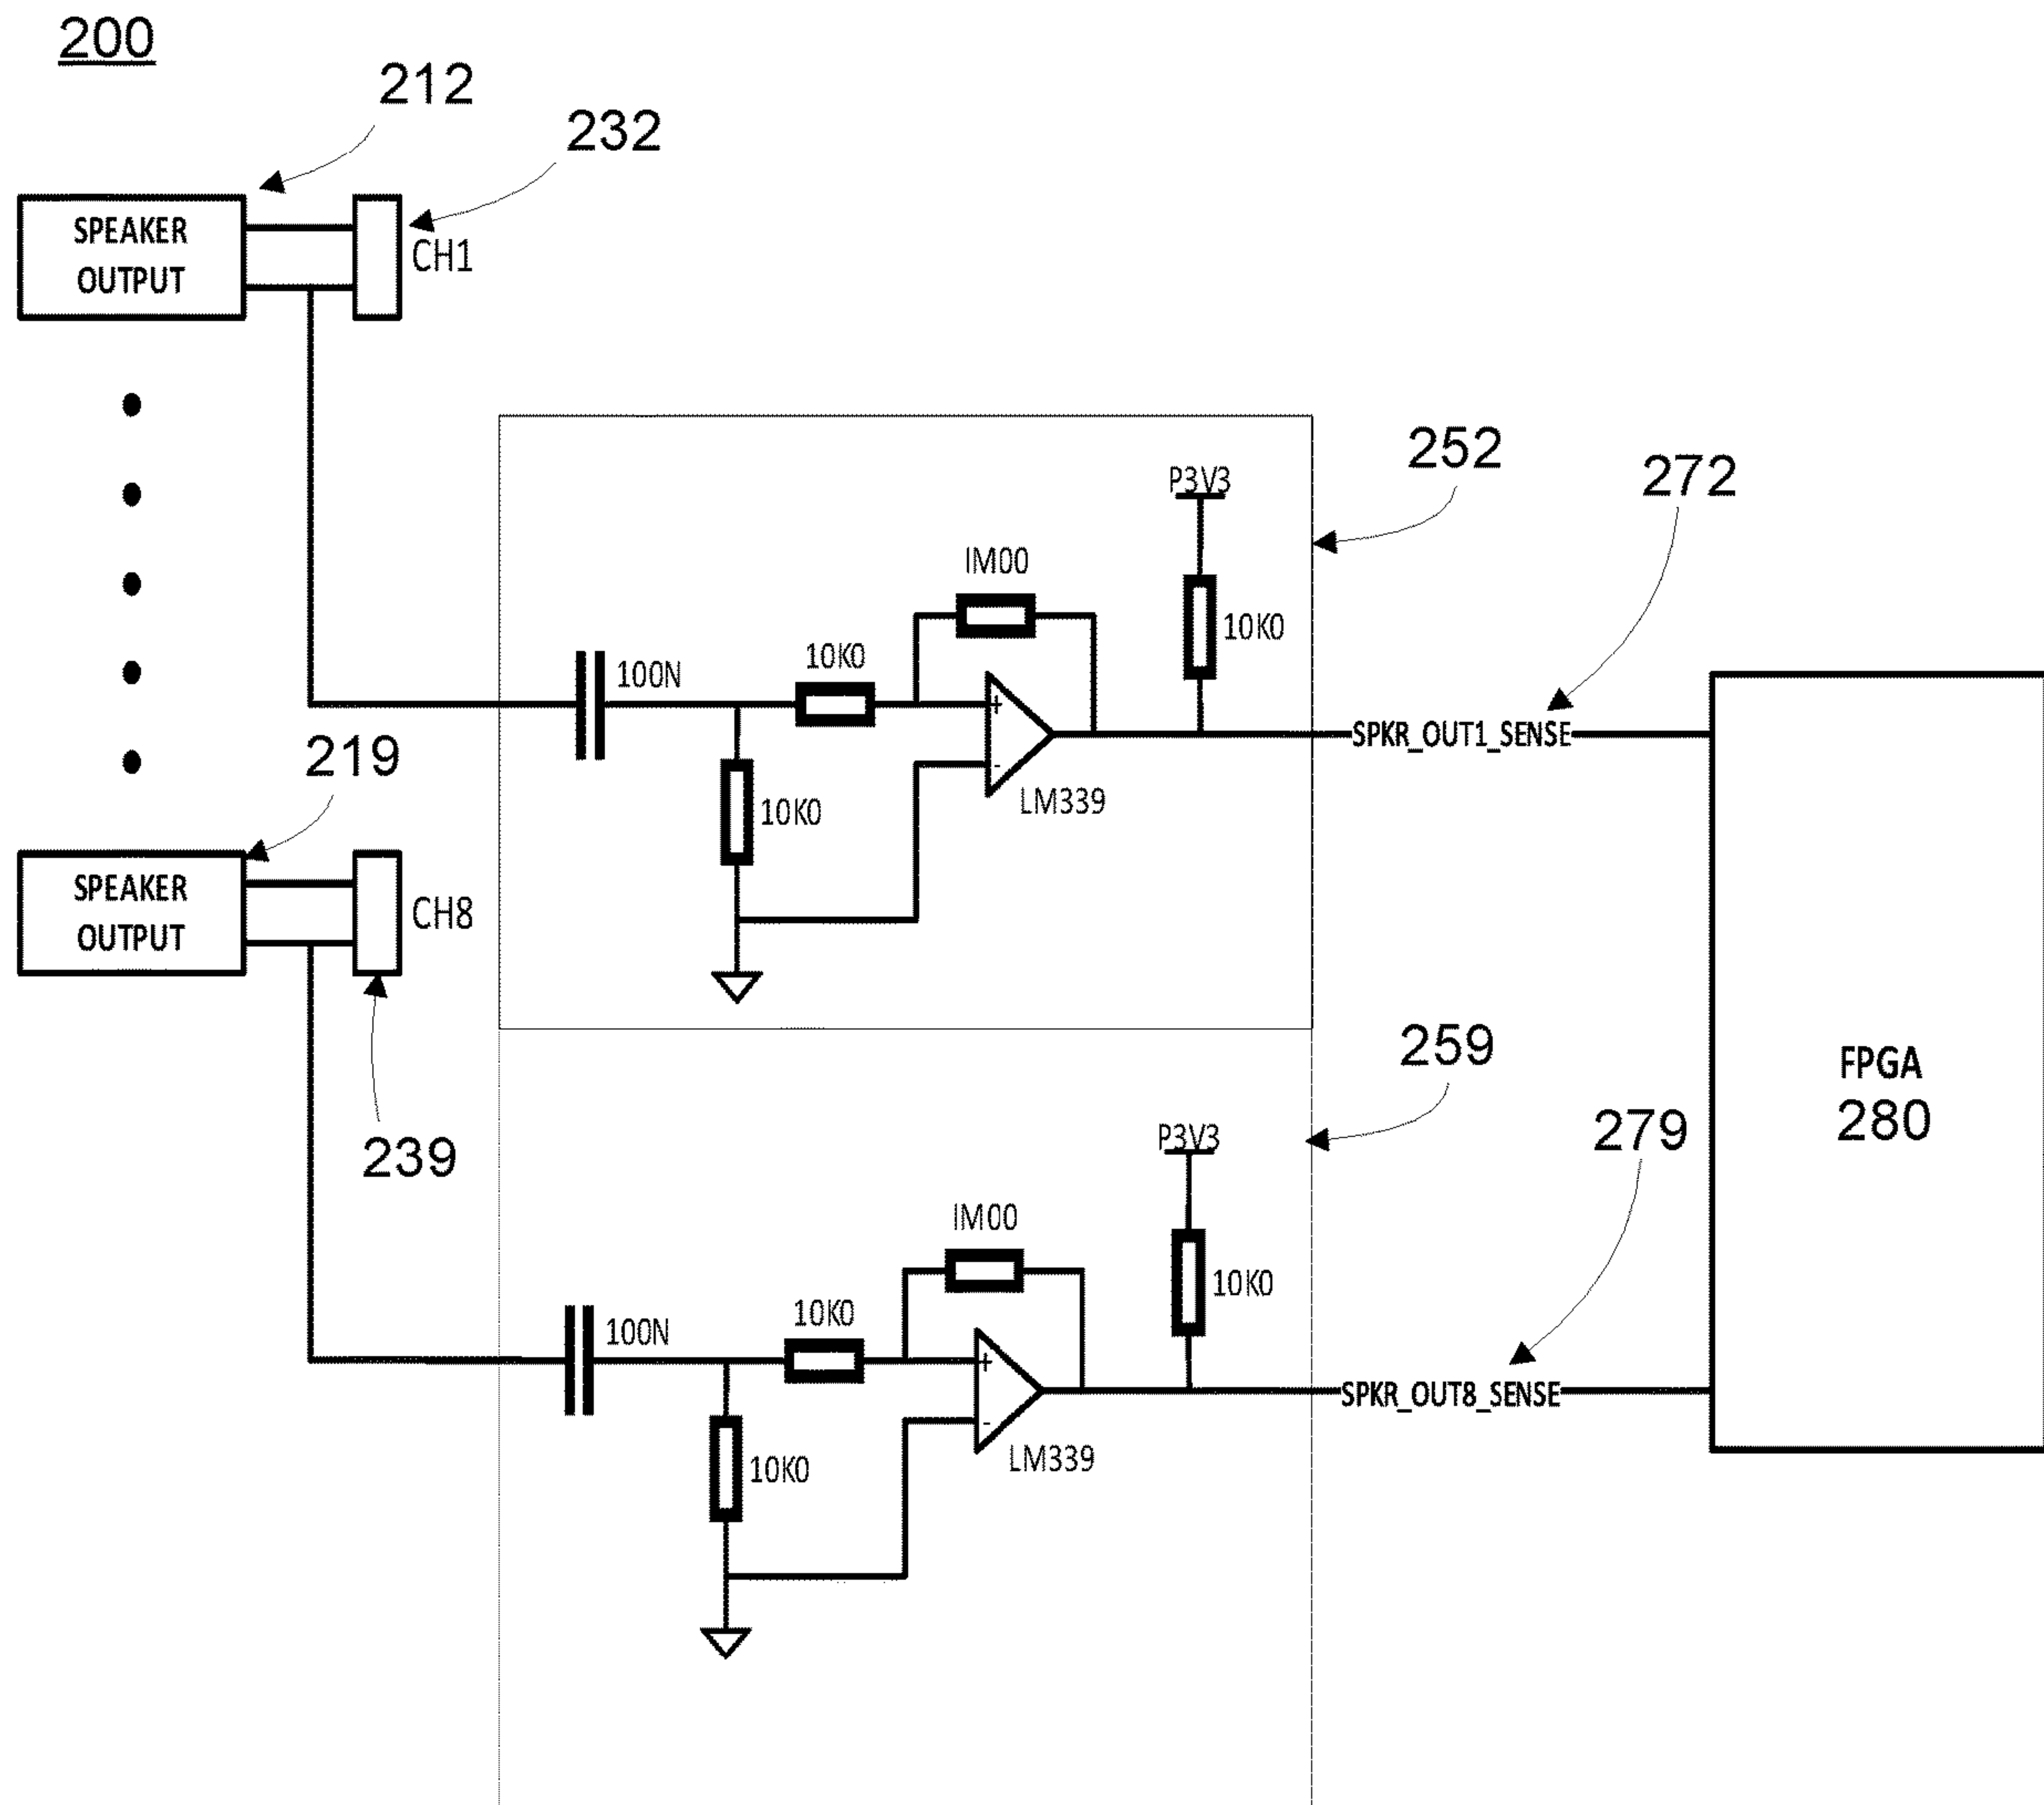 200
212
232
SPEAKER
OUTPUT
CH1
252
272
P3V3
IM00
10K0
10K0
100N
+
-
10K0
LM339
SPKR_OUT1_SENSE
219
SPEAKER
OUTPUT
CH8
239
259
279
FPGA
280
P3V3
IM00
10K0
10K0
100N
+
-
10K0
LM339
SPKR_OUT8_SENSE